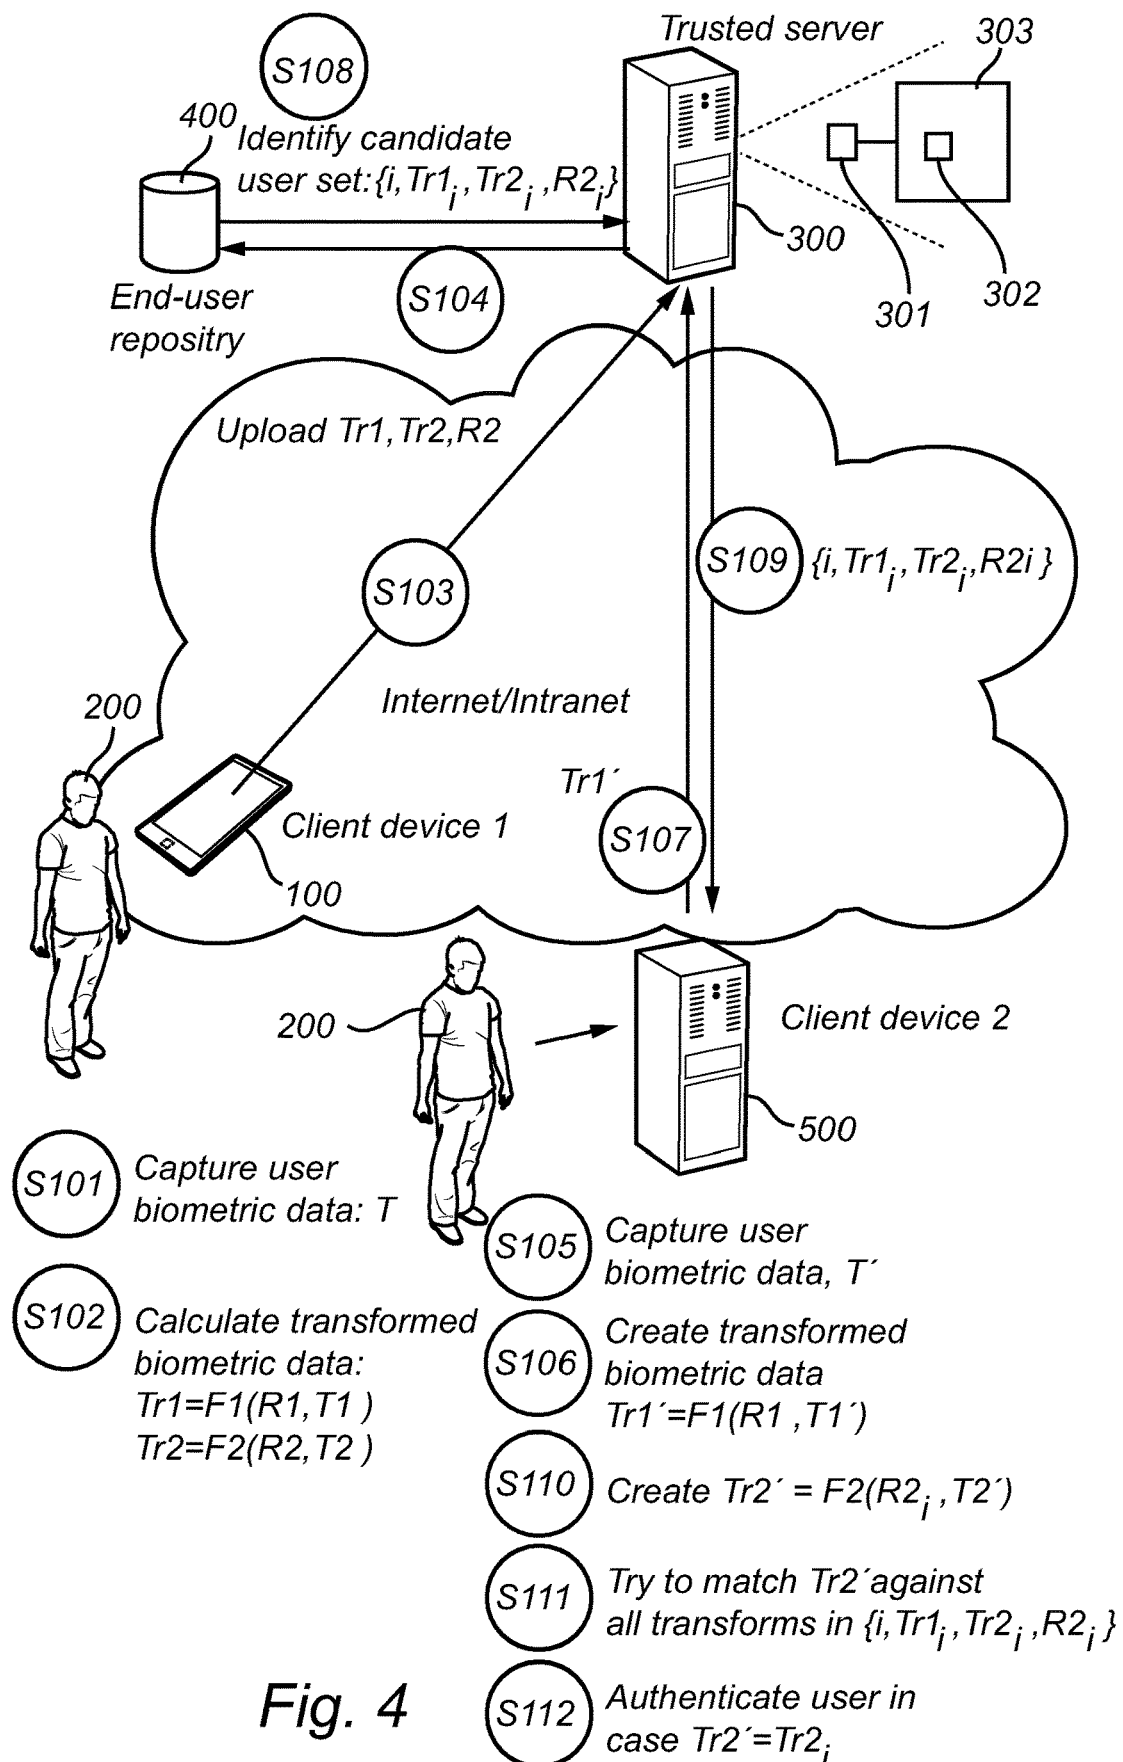 Trusted server
303
S108
400
Identify candidate
user set:{i,Tr1i,Tr2i,R2i}
300
301
302
S104
End-user
repositry
Upload Tr1,Tr2,R2
S103
S109
{i,Tr1i,Tr2i,R2i}
Internet/Intranet
200
Tr1´
S107
Client device 1
100
200
Client device 2
500
S101
Capture user
biometric data: T
S102
Calculate transformed
biometric data:
Tr1=F1(R1,T1)
Tr2=F2(R2,T2)
S105
Capture user
biometric data, T´
S106
Create transformed
biometric data
Tr1´=F1(R1,T1´)
S110
Create Tr2´ = F2(R2i,T2´)
S111
Try to match Tr2´against
all transforms in {i,Tr1i,Tr2i,R2i}
S112
Authenticate user in
case Tr2´=Tr2i
Fig. 4